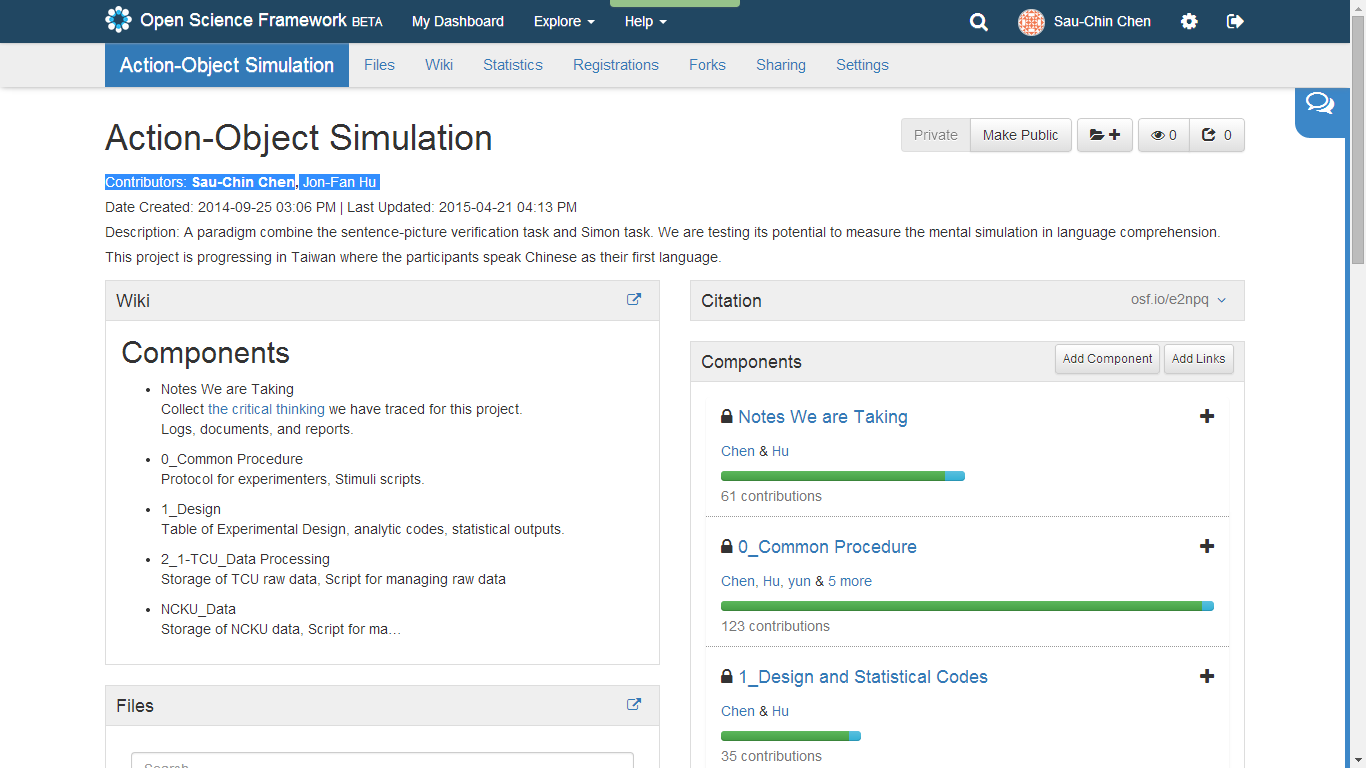 Open Science Framework BETA My Dashboard Explore Help Sau-Chin Chen
Action-Object Simulation Files Wiki Statistics Registrations Forks Sharing Settings
Action-Object Simulation
Private Make Public 0 0
Contributors: Sau-Chin Chen, Jon-Fan Hu
Date Created: 2014-09-25 03:06 PM | Last Updated: 2015-04-21 04:13 PM
Description: A paradigm combine the sentence-picture verification task and Simon task. We are testing its potential to measure the mental simulation in language comprehension.
This project is progressing in Taiwan where the participants speak Chinese as their first language.
Wiki
Components
Notes We are Taking
Collect the critical thinking we have traced for this project.
Logs, documents, and reports.
0_Common Procedure
Protocol for experimenters, Stimuli scripts.
1_Design
Table of Experimental Design, analytic codes, statistical outputs.
2_1-TCU_Data Processing
Storage of TCU raw data, Script for managing raw data
NCKU_Data
Storage of NCKU data, Script for ma…
Files
Search
Citation osf.io/e2npq
Components Add Component Add Links
Notes We are Taking
Chen & Hu
61 contributions
0_Common Procedure
Chen, Hu, yun & 5 more
123 contributions
1_Design and Statistical Codes
Chen & Hu
35 contributions